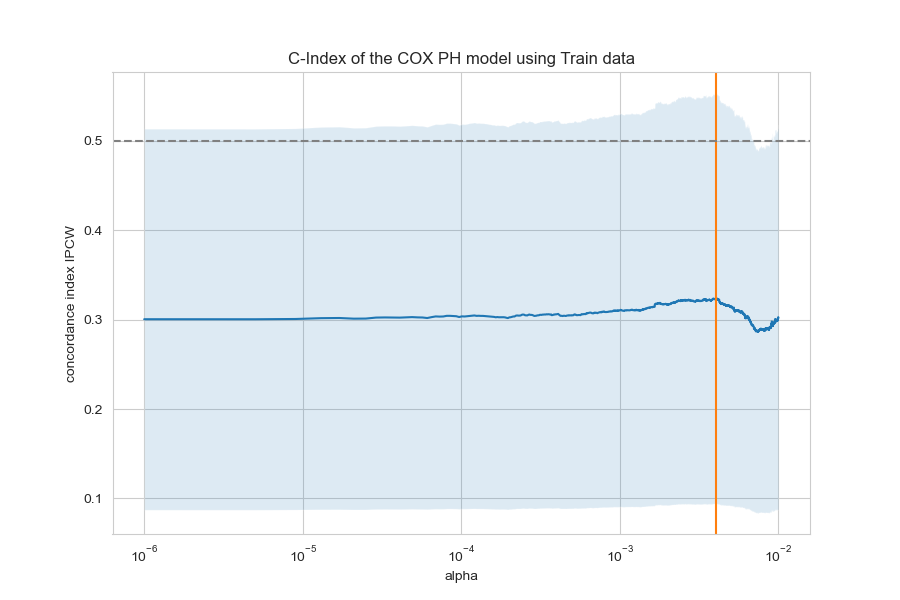 C-Index of the COX PH model using Train data
concordance index IPCW
0.5
0.4
0.3
0.2
0.1
10⁻⁶ 10⁻⁵ 10⁻⁴ 10⁻³ 10⁻²
alpha